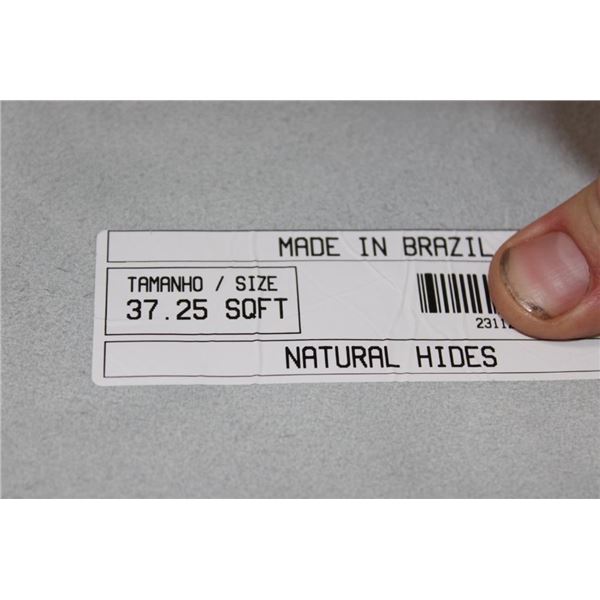 MADE IN BRAZIL
TAMANHO / SIZE
37.25 SQFT
NATURAL HIDES